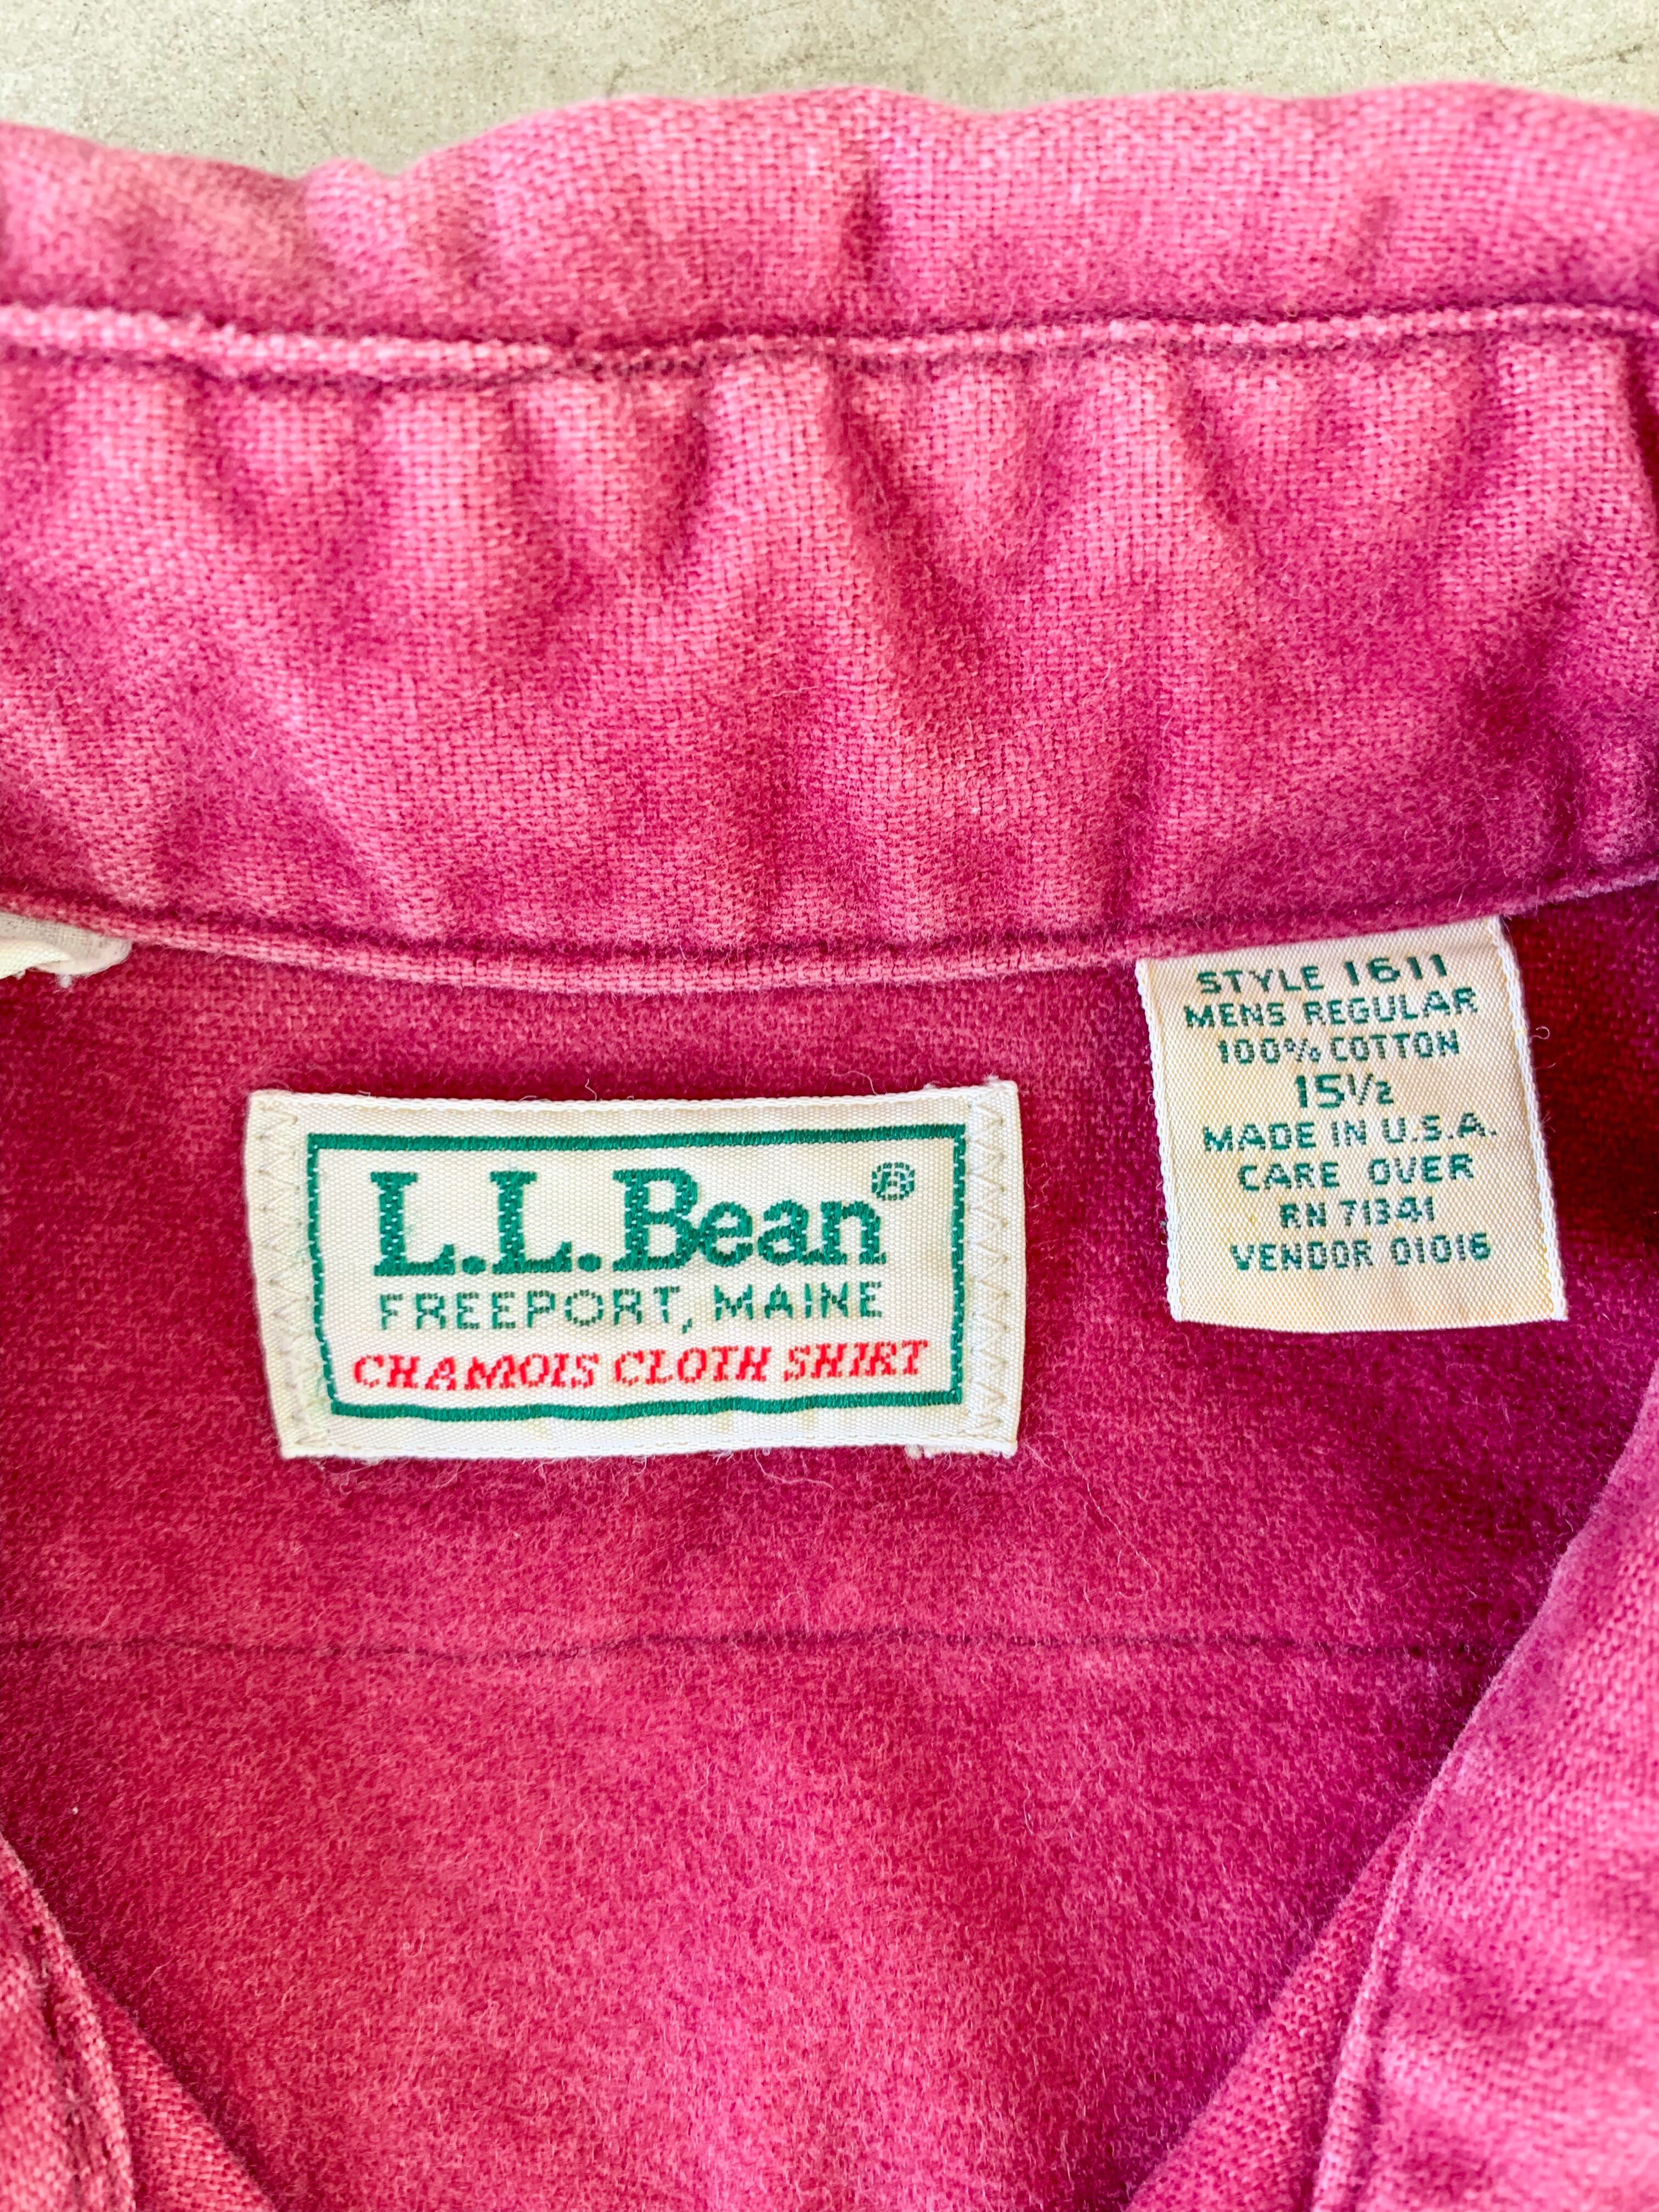 L.L.Bean®
FREEPORT, MAINE
CHAMOIS CLOTH SHIRT
STYLE 1611
MENS REGULAR
100% COTTON
15½
MADE IN U.S.A.
CARE OVER
RN 71341
VENDOR 01016